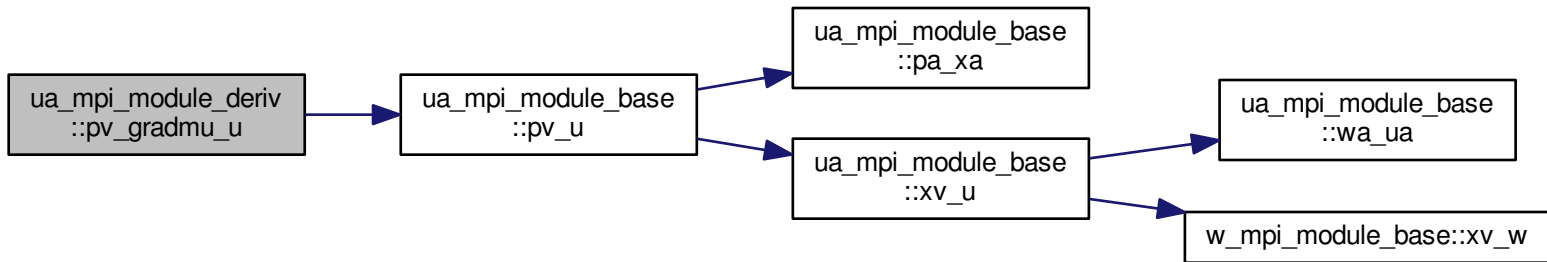 ua_mpi_module_deriv
::pv_gradmu_u
ua_mpi_module_base
::pv_u
ua_mpi_module_base
::pa_xa
ua_mpi_module_base
::xv_u
ua_mpi_module_base
::wa_ua
w_mpi_module_base::xv_w